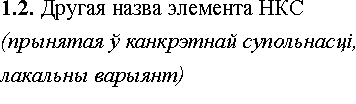 1.2. Другая назва элемента НКС
(прынятая ў канкрэтнай супольнасці,
лакальны варыянт)